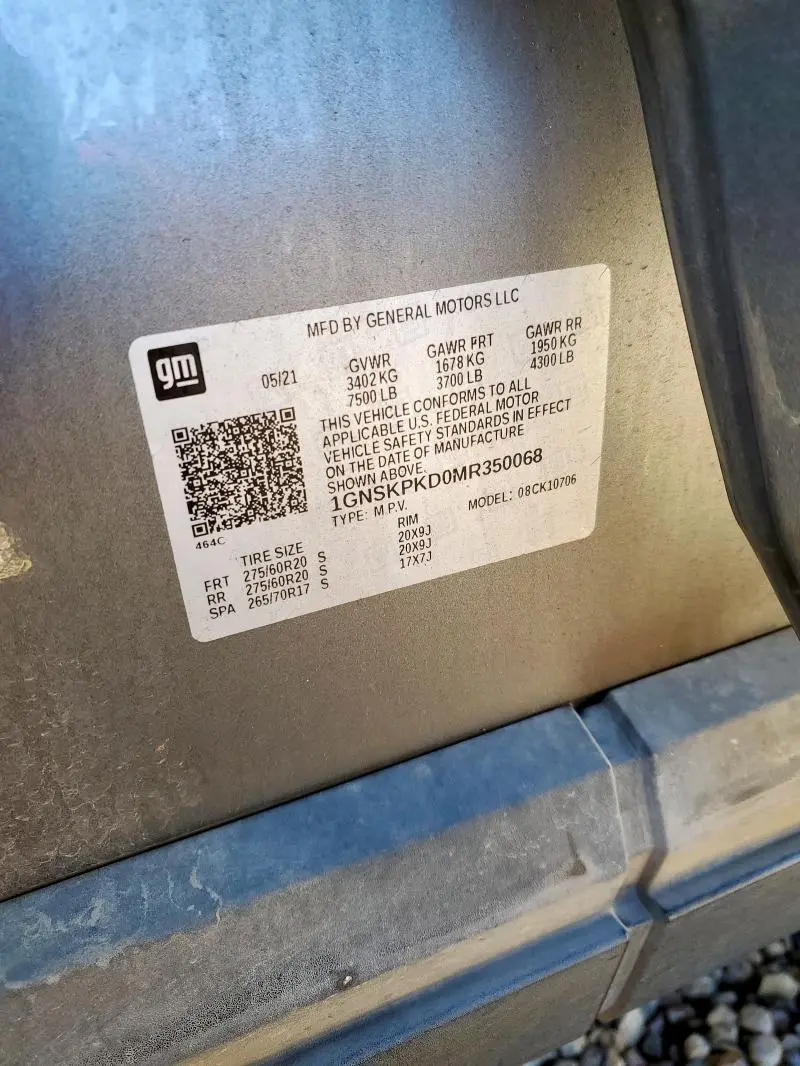 MFD BY GENERAL MOTORS LLC
gm
05/21
GVWR GAWR FRT GAWR RR
3402 KG 1678 KG 1950 KG
7500 LB 3700 LB 4300 LB
THIS VEHICLE CONFORMS TO ALL
APPLICABLE U.S. FEDERAL MOTOR
VEHICLE SAFETY STANDARDS IN EFFECT
ON THE DATE OF MANUFACTURE
SHOWN ABOVE.
1GNSKPKD0MR350068
TYPE: M.P.V. MODEL: 08CK10706
464C
TIRE SIZE RIM
FRT 275/60R20 S 20X9J
RR 275/60R20 S 20X9J
SPA 265/70R17 S 17X7J